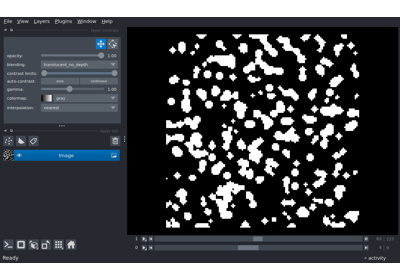 File View Layers Plugins Window Help
opacity: 1.00
blending: translucent_no_depth
contrast limits:
auto-contrast: once continuous
gamma: 1.00
colormap: gray
interpolation: nearest
Image
1
0
Ready
activity